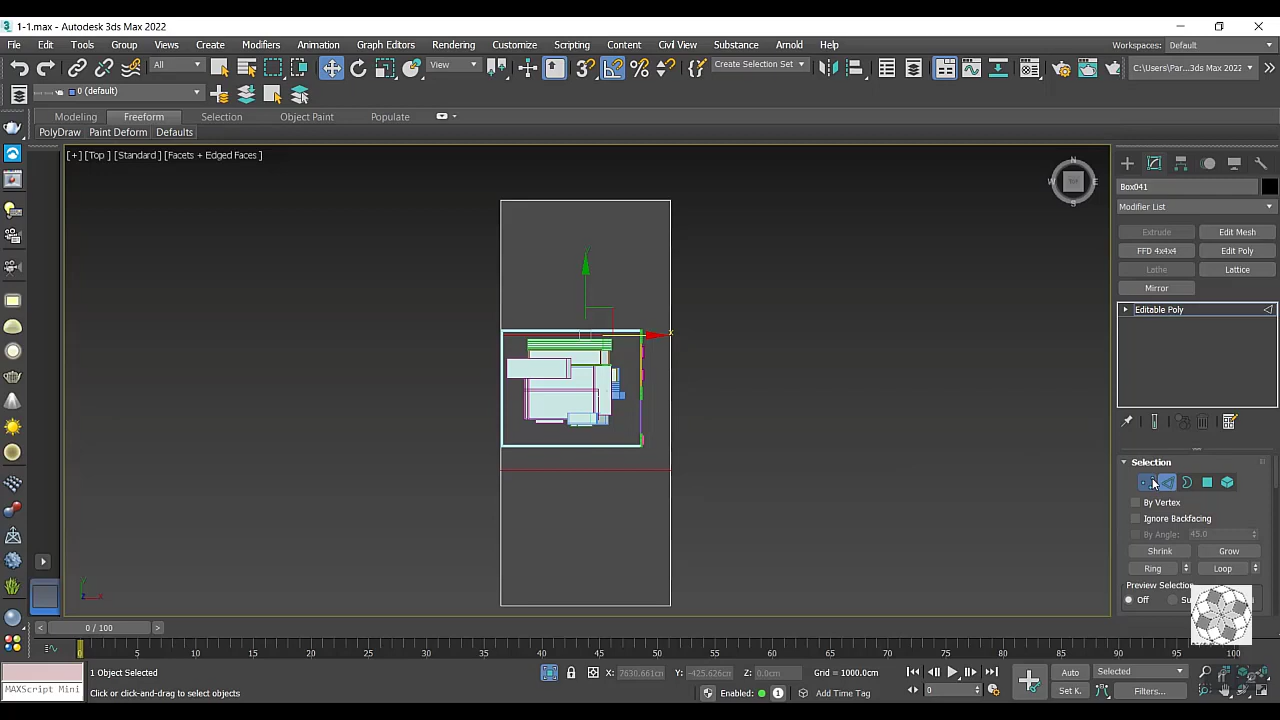 1-1.max - Autodesk 3ds Max 2022
File Edit Tools Group Views Create Modifiers Animation Graph Editors Rendering Customize Scripting Content Civil View Substance Arnold Help Workspaces: Default
All View Create Selection Set C:\Users\Par...3ds Max 2022
0 (default)
Modeling Freeform Selection Object Paint Populate
PolyDraw Paint Deform Defaults
[+] [Top ] [Standard ] [Facets + Edged Faces ]
N
W E
S
Box041
Modifier List
Extrude Edit Mesh
FFD 4x4x4 Edit Poly
Lathe Lattice
Mirror
Editable Poly
x
Selection
By Vertex
Ignore Backfacing
By Angle: 45.0
Shrink Grow
Ring Loop
Preview Selection
Off
0 / 100
0 5 10 15 20 25 30 35 40 45 50 55 60 65 70 75 80 85 90 95 100
1 Object Selected X: 7630.661cm Y: -425.626cm Z: 0.0cm Grid = 1000.0cm Auto Selected
MAXScript Mini Click or click-and-drag to select objects Enabled: 1 Add Time Tag 0 Set K. Filters...